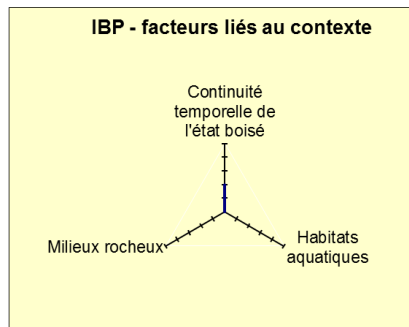 IBP - facteurs liés au contexte
Continuité
temporelle de
l'état boisé
Milieux rocheux
Habitats
aquatiques